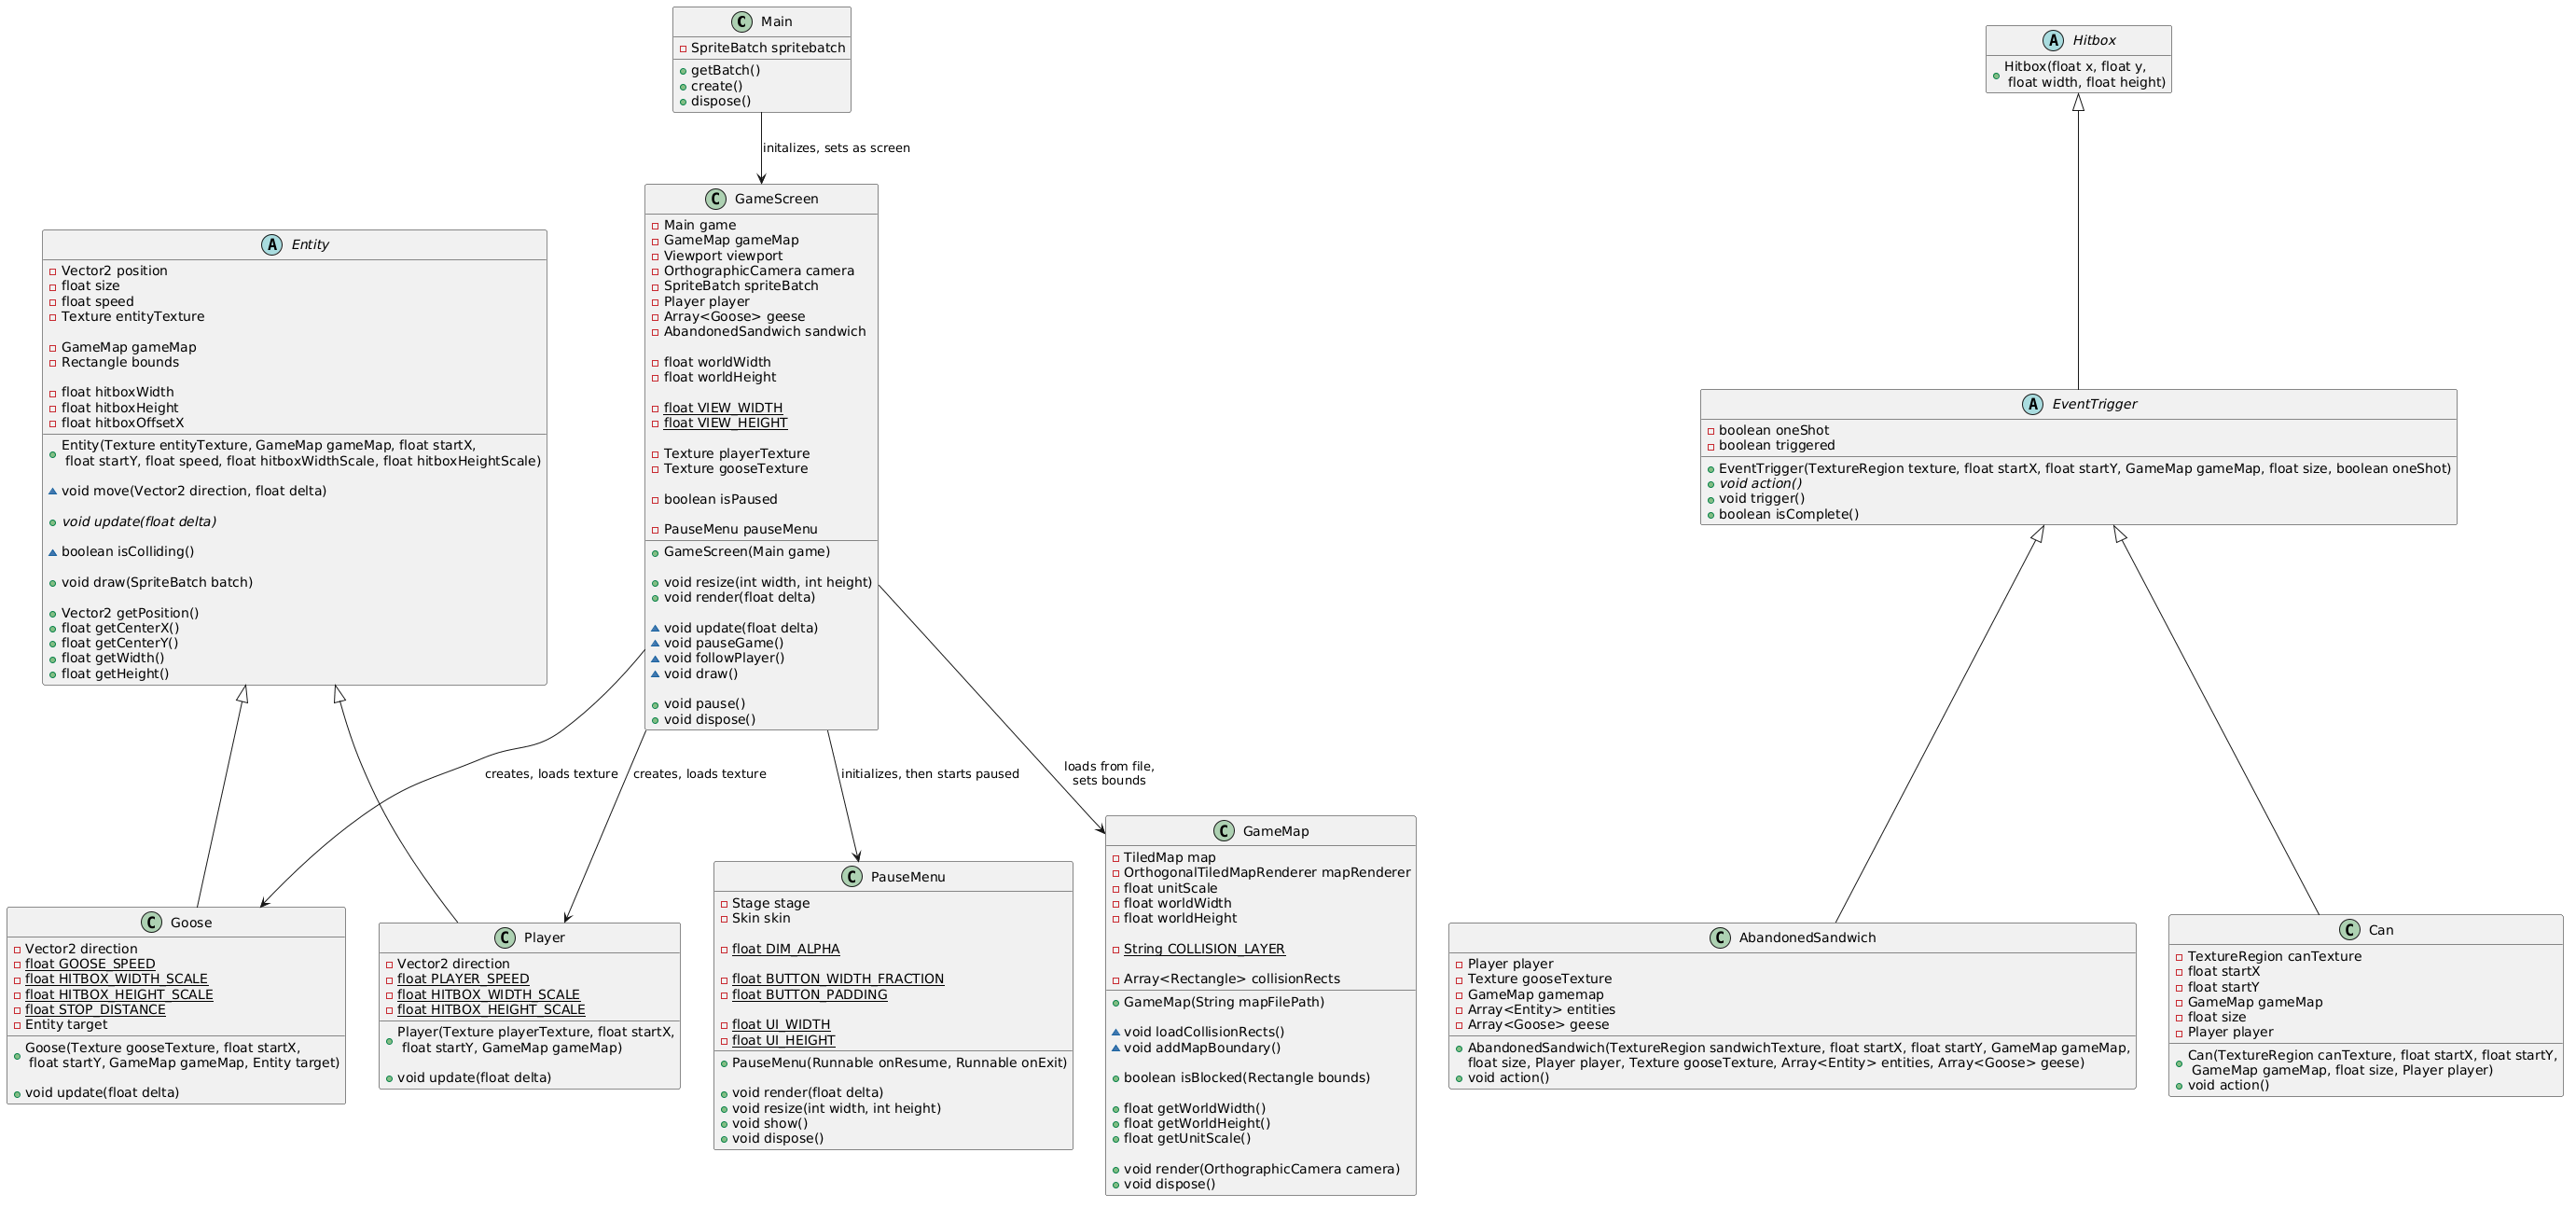 Main
SpriteBatch spritebatch
getBatch()
create()
dispose()
initalizes, sets as screen
GameScreen
Main game
GameMap gameMap
Viewport viewport
OrthographicCamera camera
SpriteBatch spriteBatch
Player player
Array<Goose> geese
AbandonedSandwich sandwich
float worldWidth
float worldHeight
float VIEW_WIDTH
float VIEW_HEIGHT
Texture playerTexture
Texture gooseTexture
boolean isPaused
PauseMenu pauseMenu
GameScreen(Main game)
void resize(int width, int height)
void render(float delta)
void update(float delta)
void pauseGame()
void followPlayer()
void draw()
void pause()
void dispose()
Entity
Vector2 position
float size
float speed
Texture entityTexture
GameMap gameMap
Rectangle bounds
float hitboxWidth
float hitboxHeight
float hitboxOffsetX
Entity(Texture entityTexture, GameMap gameMap, float startX,
float startY, float speed, float hitboxWidthScale, float hitboxHeightScale)
void move(Vector2 direction, float delta)
void update(float delta)
boolean isColliding()
void draw(SpriteBatch batch)
Vector2 getPosition()
float getCenterX()
float getCenterY()
float getWidth()
float getHeight()
creates, loads texture
creates, loads texture
initializes, then starts paused
loads from file,
sets bounds
Goose
Vector2 direction
float GOOSE_SPEED
float HITBOX_WIDTH_SCALE
float HITBOX_HEIGHT_SCALE
float STOP_DISTANCE
Entity target
Goose(Texture gooseTexture, float startX,
float startY, GameMap gameMap, Entity target)
void update(float delta)
Player
Vector2 direction
float PLAYER_SPEED
float HITBOX_WIDTH_SCALE
float HITBOX_HEIGHT_SCALE
Player(Texture playerTexture, float startX,
float startY, GameMap gameMap)
void update(float delta)
PauseMenu
Stage stage
Skin skin
float DIM_ALPHA
float BUTTON_WIDTH_FRACTION
float BUTTON_PADDING
float UI_WIDTH
float UI_HEIGHT
PauseMenu(Runnable onResume, Runnable onExit)
void render(float delta)
void resize(int width, int height)
void show()
void dispose()
GameMap
TiledMap map
OrthogonalTiledMapRenderer mapRenderer
float unitScale
float worldWidth
float worldHeight
String COLLISION_LAYER
Array<Rectangle> collisionRects
GameMap(String mapFilePath)
void loadCollisionRects()
void addMapBoundary()
boolean isBlocked(Rectangle bounds)
float getWorldWidth()
float getWorldHeight()
float getUnitScale()
void render(OrthographicCamera camera)
void dispose()
Hitbox
Hitbox(float x, float y,
float width, float height)
EventTrigger
boolean oneShot
boolean triggered
EventTrigger(TextureRegion texture, float startX, float startY, GameMap gameMap, float size, boolean oneShot)
void action()
void trigger()
boolean isComplete()
AbandonedSandwich
Player player
Texture gooseTexture
GameMap gamemap
Array<Entity> entities
Array<Goose> geese
AbandonedSandwich(TextureRegion sandwichTexture, float startX, float startY, GameMap gameMap,
float size, Player player, Texture gooseTexture, Array<Entity> entities, Array<Goose> geese)
void action()
Can
TextureRegion canTexture
float startX
float startY
GameMap gameMap
float size
Player player
Can(TextureRegion canTexture, float startX, float startY,
GameMap gameMap, float size, Player player)
void action()